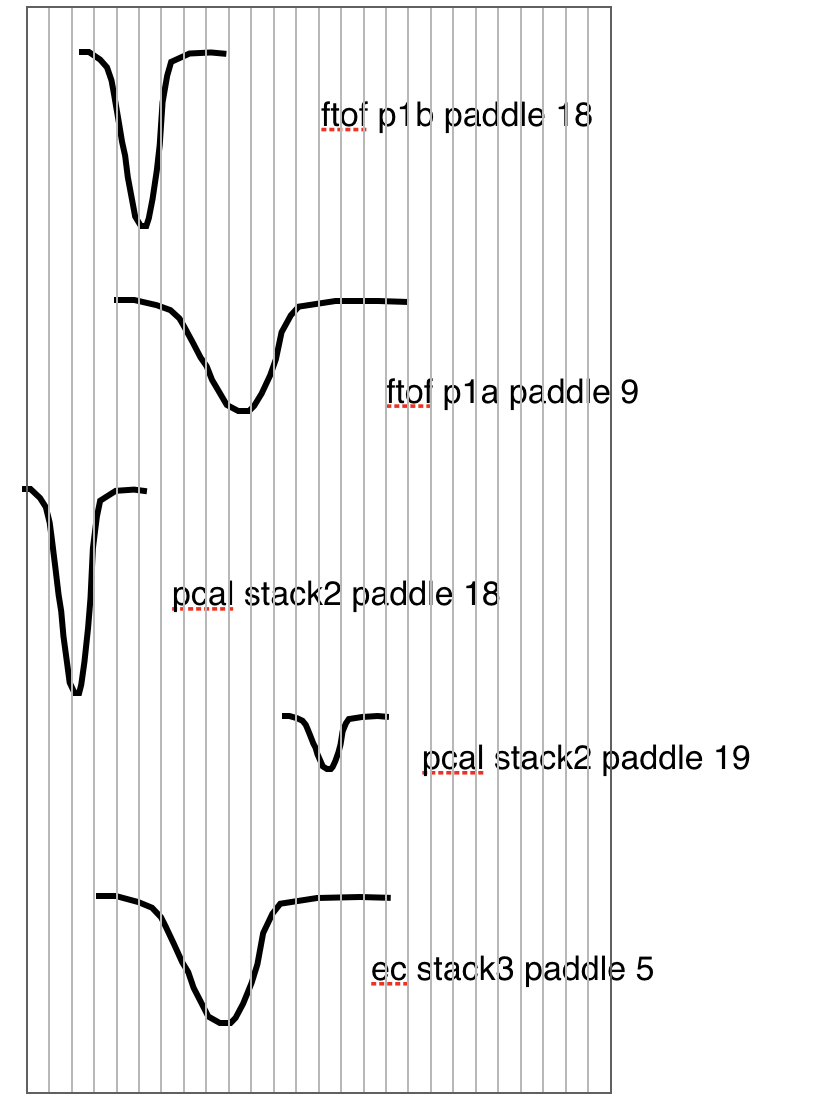 ftof p1b paddle 18
ftof p1a paddle 9
pcal stack2 paddle 18
pcal stack2 paddle 19
ec stack3 paddle 5